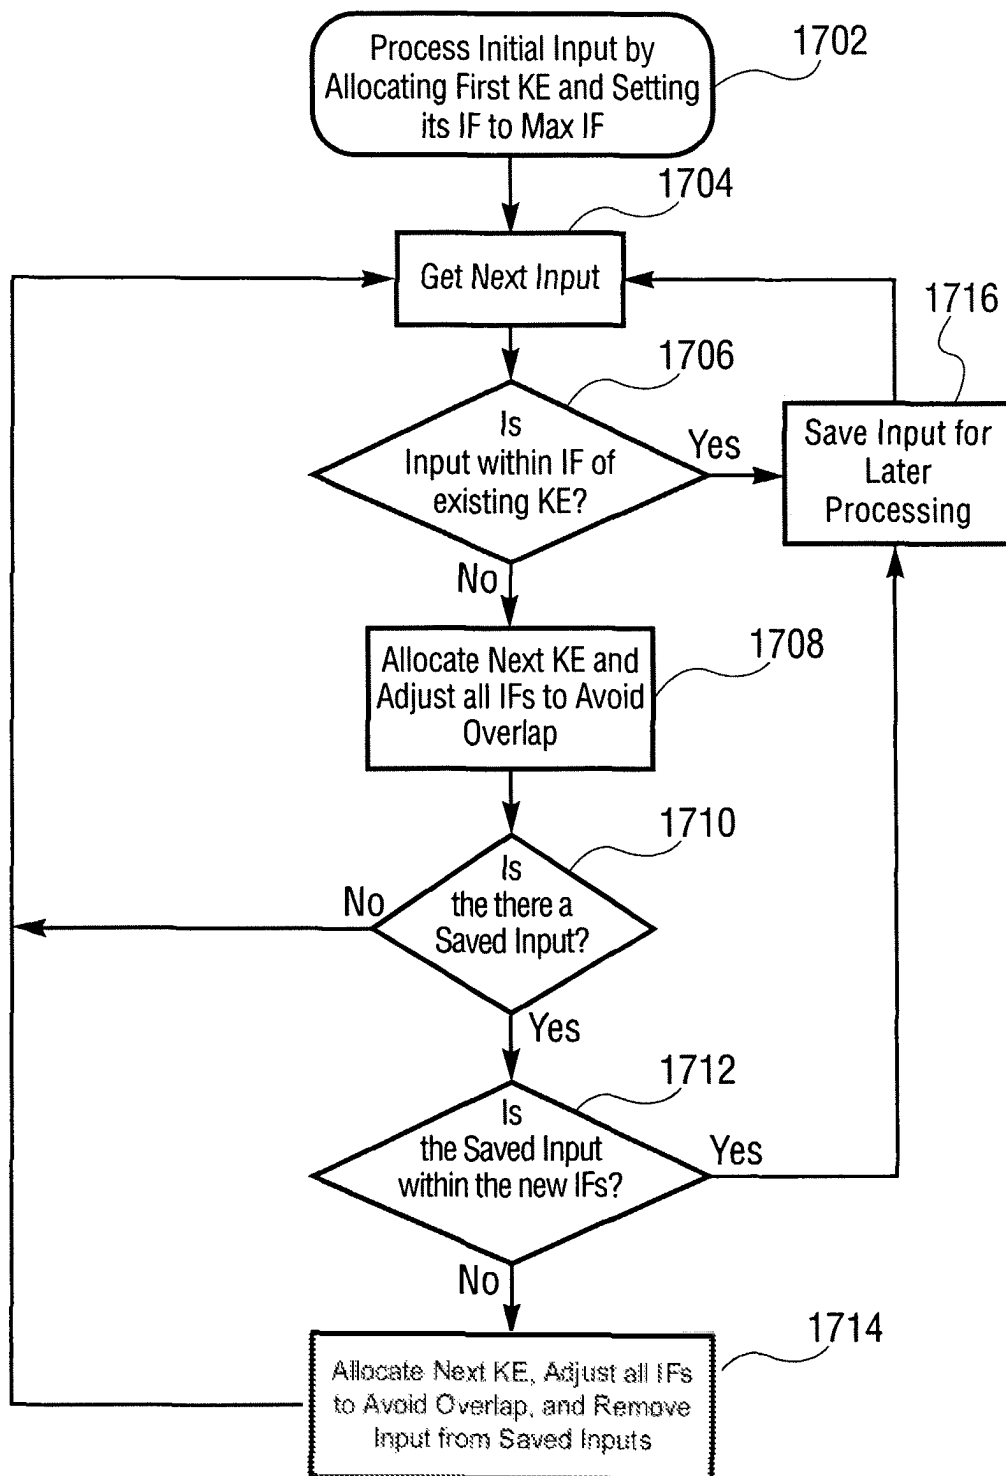 Process Initial Input by
Allocating First KE and Setting
its IF to Max IF
1702
1704
Get Next Input
1706
Is
Input within IF of
existing KE?
Yes
1716
Save Input for
Later
Processing
No
1708
Allocate Next KE and
Adjust all IFs to Avoid
Overlap
1710
Is
the there a
Saved Input?
No
Yes
1712
Is
the Saved Input
within the new IFs?
Yes
No
1714
Allocate Next KE, Adjust all IFs
to Avoid Overlap, and Remove
Input from Saved Inputs